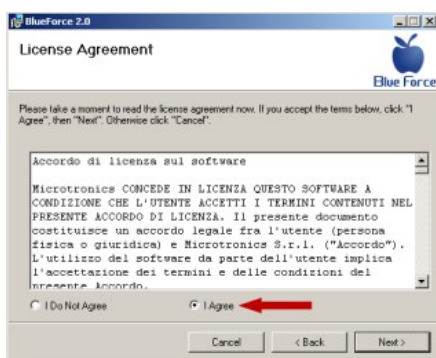 BlueForce 2.0
License Agreement
Blue Force
Please take a moment to read the license agreement now. If you accept the terms below, click "I
Agree", then "Next". Otherwise click "Cancel".
Accordo di licenza sul software
Microtronics CONCEDE IN LICENZA QUESTO SOFTWARE A
CONDIZIONE CHE L'UTENTE ACCETTI I TERMINI CONTENUTI NEL
PRESENTE ACCORDO DI LICENZA. Il presente documento
costituisce un accordo legale fra l'utente (persona
fisica o giuridica) e Microtronics S.r.l. ("Accordo").
L'utilizzo del software da parte dell'utente implica
l'accettazione dei termini e delle condizioni del
presente Accordo.
I Do Not Agree
I Agree
Cancel
< Back
Next >